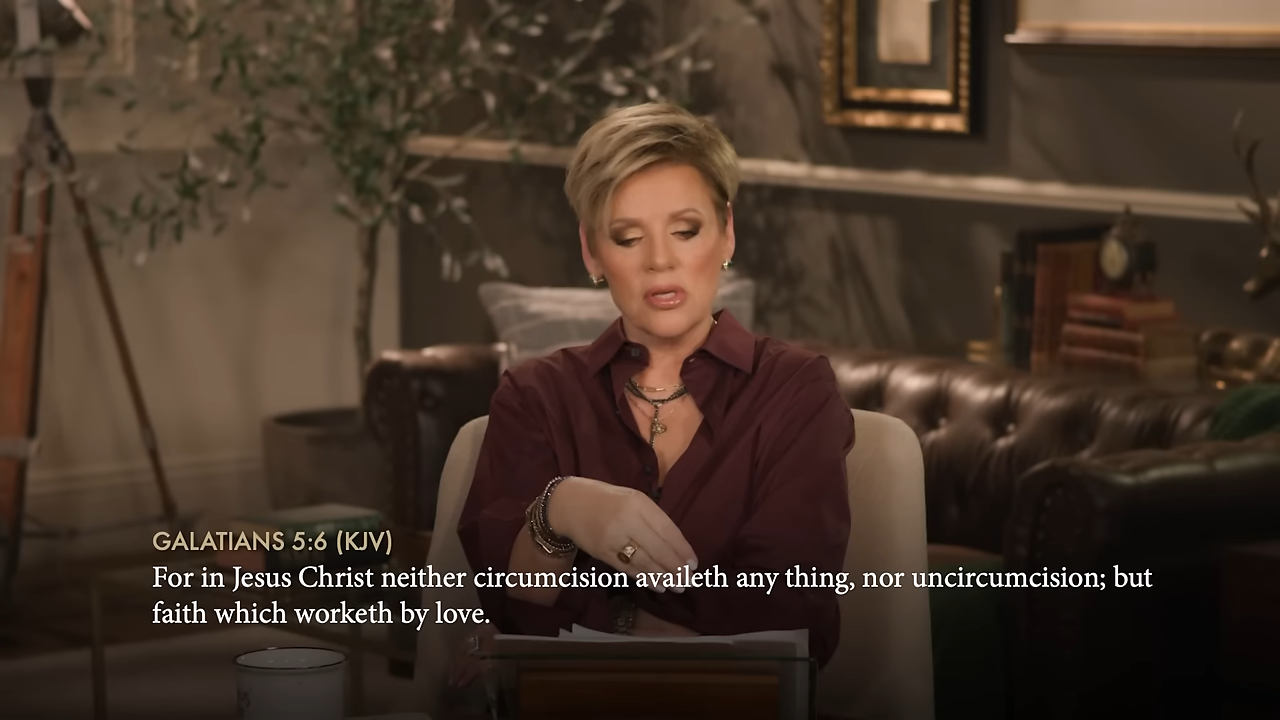 GALATIANS 5:6 (KJV)
For in Jesus Christ neither circumcision availeth any thing, nor uncircumcision; but
faith which worketh by love.